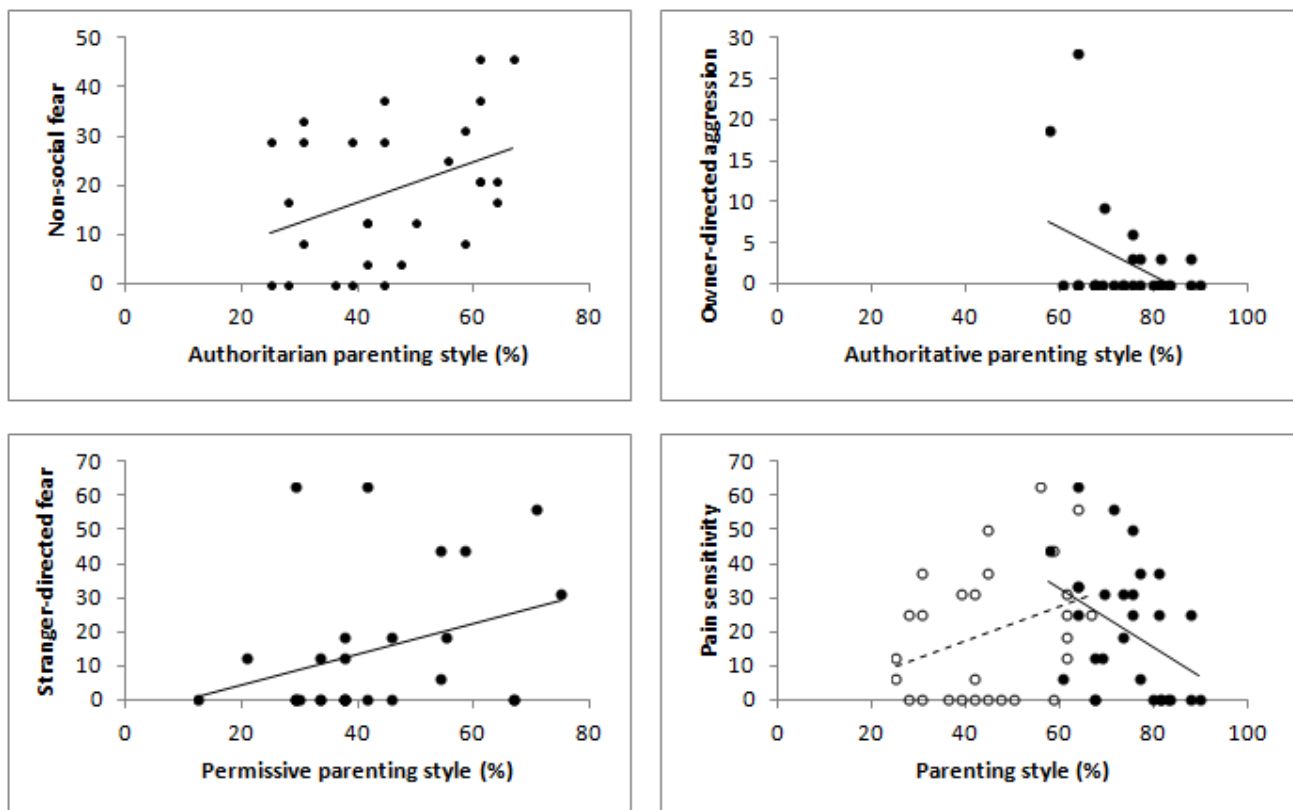 Non-social fear
50
40
30
20
10
0
0 20 40 60 80
Authoritarian parenting style (%)
Owner-directed aggression
30
25
20
15
10
5
0
0 20 40 60 80 100
Authoritative parenting style (%)
Stranger-directed fear
70
60
50
40
30
20
10
0
0 20 40 60 80
Permissive parenting style (%)
Pain sensitivity
70
60
50
40
30
20
10
0
0 20 40 60 80 100
Parenting style (%)